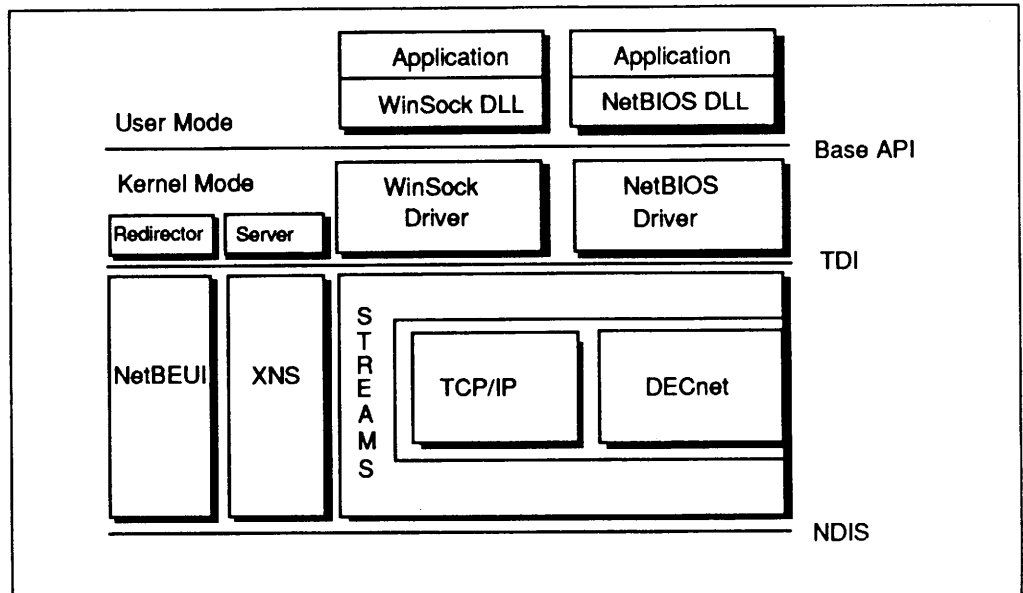 Application
WinSock DLL
Application
NetBIOS DLL
User Mode
Base API
Kernel Mode
WinSock
Driver
NetBIOS
Driver
Redirector
Server
TDI
NetBEUI
XNS
STREAMS
TCP/IP
DECnet
NDIS